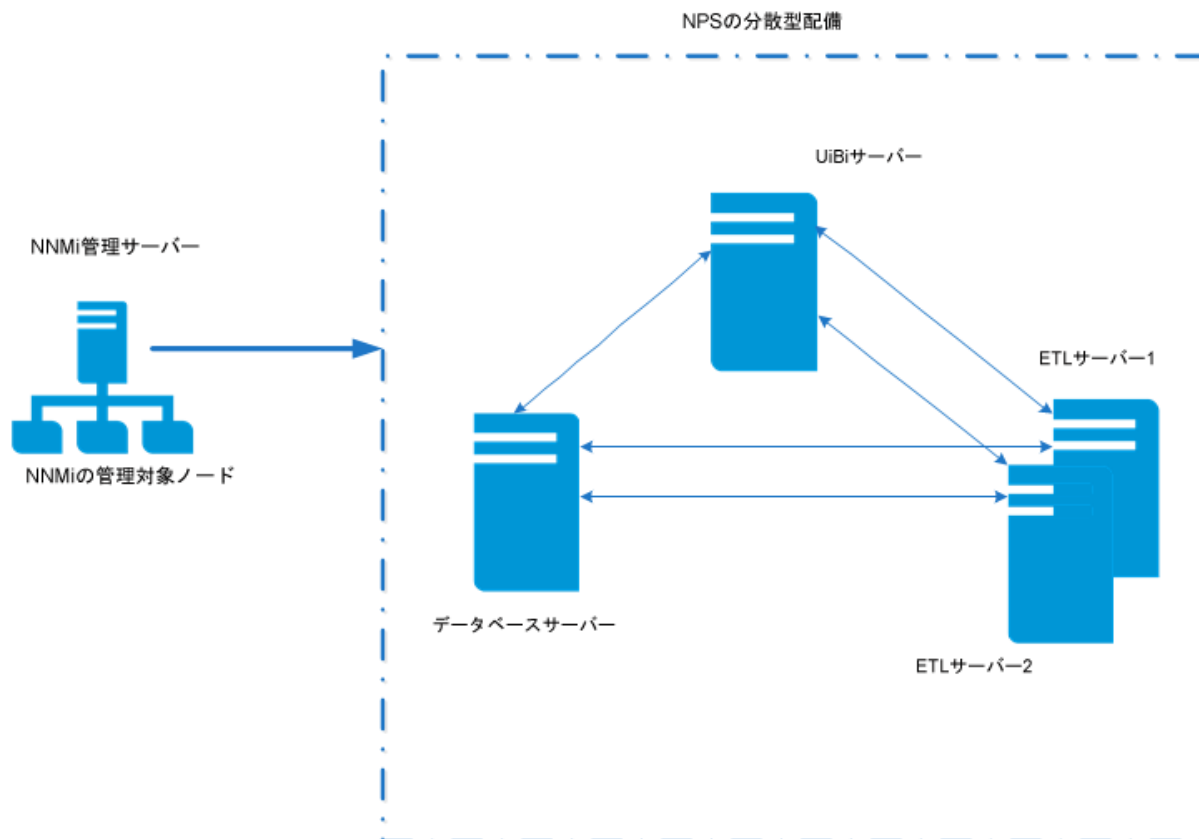 NPSの分散型配備
UiBiサーバー
NNMi管理サーバー
ETLサーバー1
NNMiの管理対象ノード
データベースサーバー
ETLサーバー2